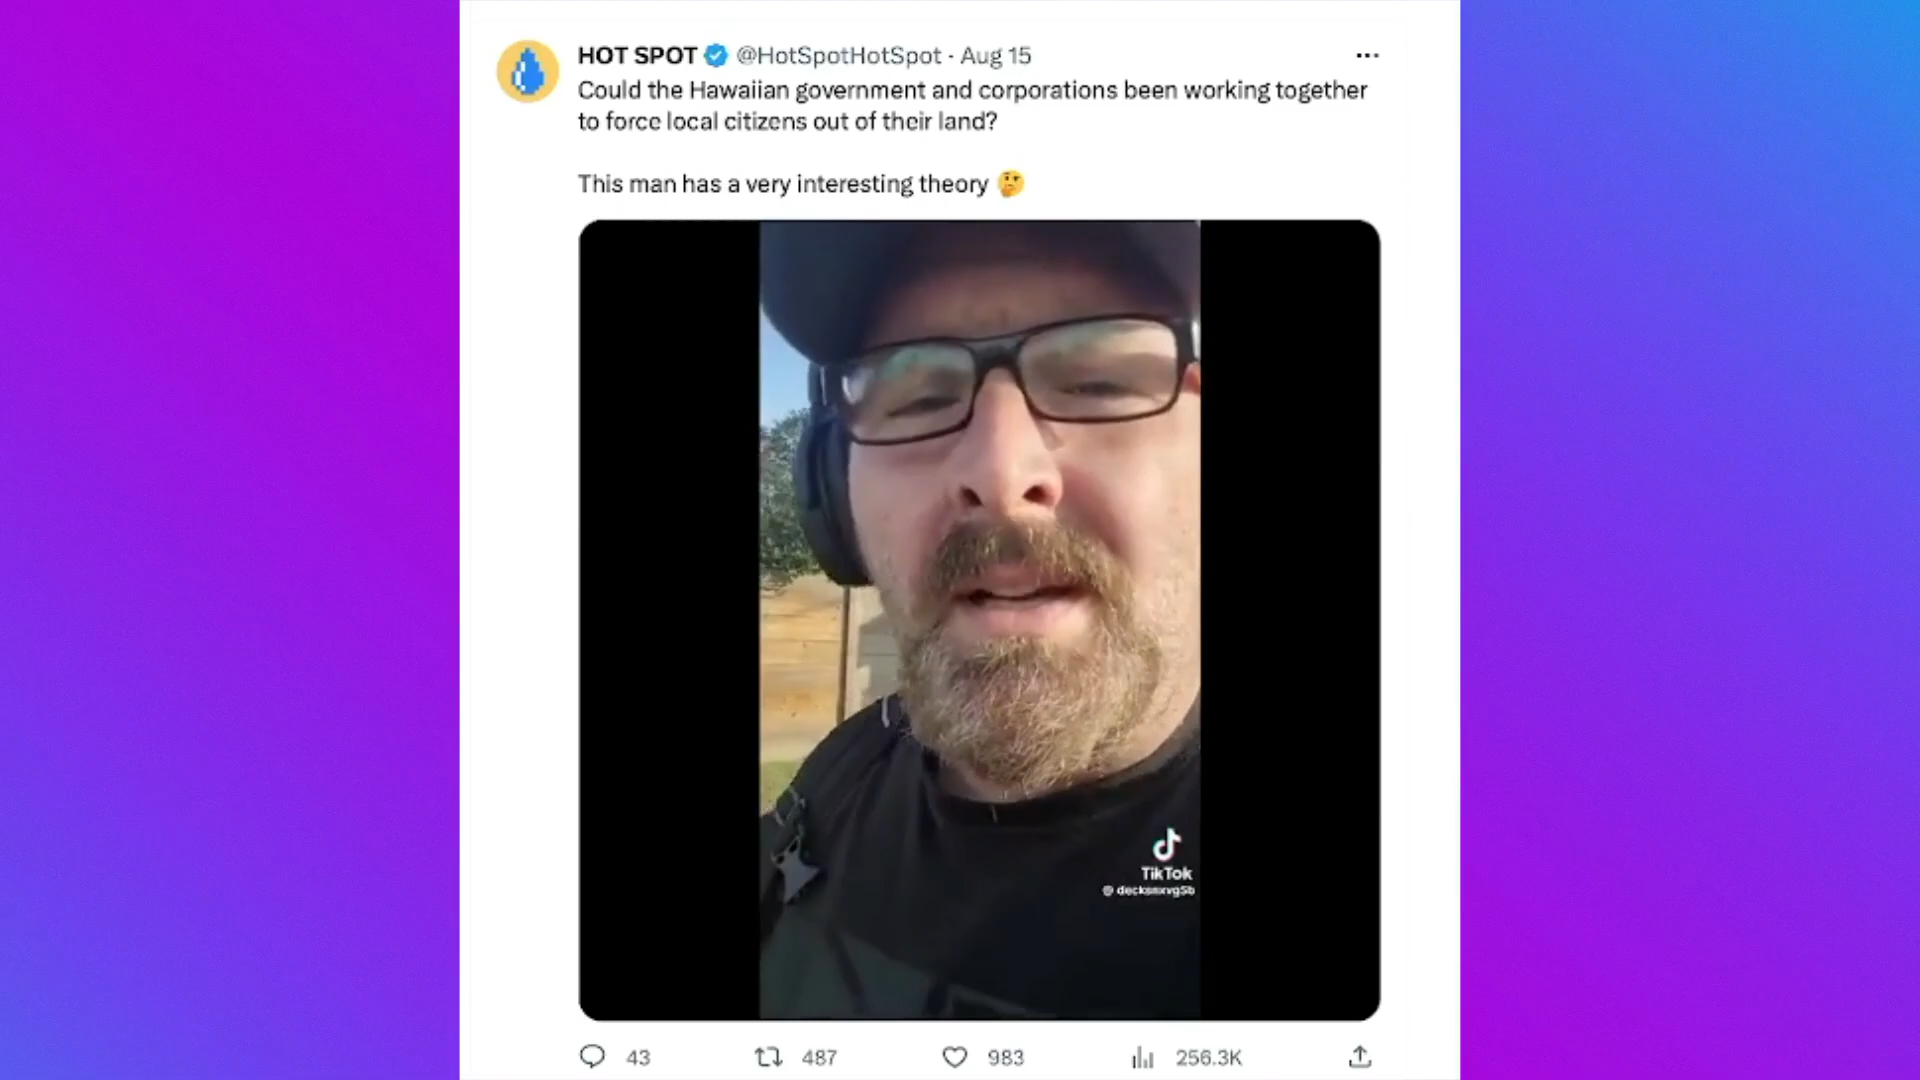 HOT SPOT @HotSpotHotSpot · Aug 15
Could the Hawaiian government and corporations been working together
to force local citizens out of their land?
This man has a very interesting theory 🤔
TikTok
@decksnxvg5b
43 487 983 256.3K